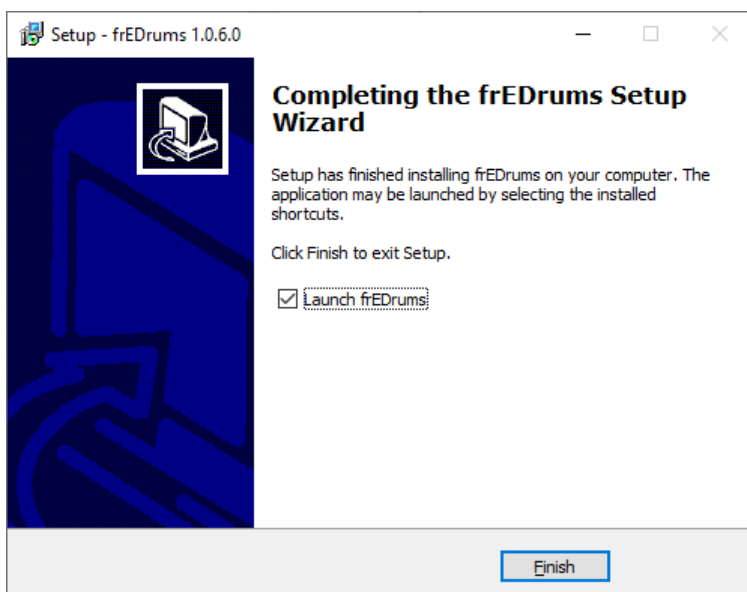 Setup - frEDrums 1.0.6.0
Completing the frEDrums Setup
Wizard
Setup has finished installing frEDrums on your computer. The
application may be launched by selecting the installed
shortcuts.
Click Finish to exit Setup.
Launch frEDrums
Finish